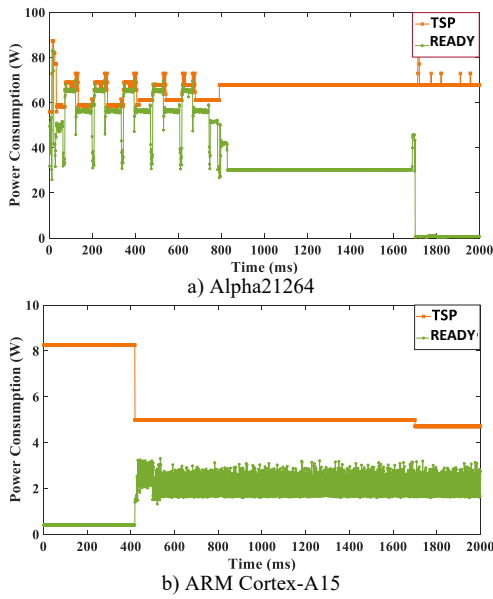 100
80
60
40
20
0
Power Consumption (W)
TSP
READY
0 200 400 600 800 1000 1200 1400 1600 1800 2000
Time (ms)
a) Alpha21264
10
8
6
4
2
0
Power Consumption (W)
TSP
READY
0 200 400 600 800 1000 1200 1400 1600 1800 2000
Time (ms)
b) ARM Cortex-A15